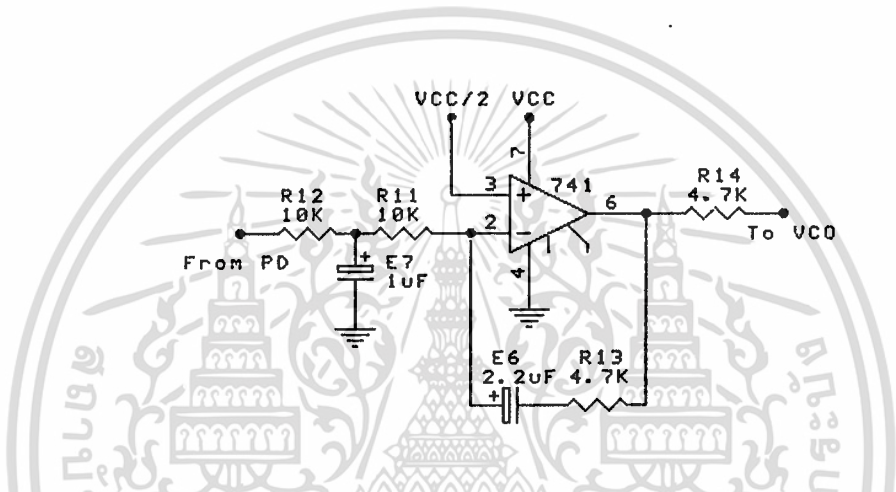 VCC/2 VCC
R12 10K
R11 10K
3
2
7
4
741
6
R14 4.7K
From PD
E7 1uF
To VCO
E6 2.2uF
R13 4.7K